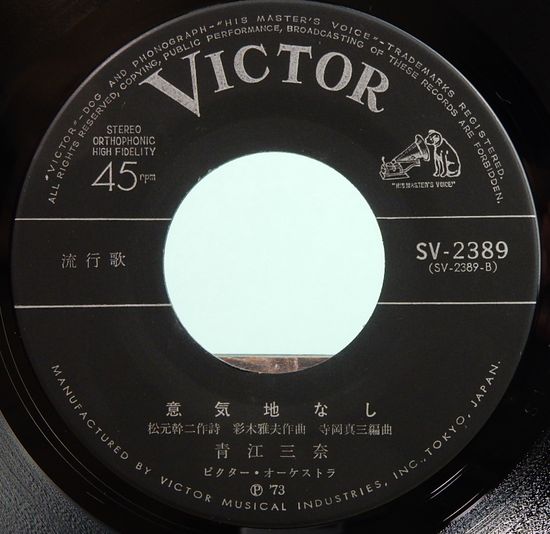 "VICTOR"-DOG AND PHONOGRAPH-"HIS MASTER'S VOICE"-TRADEMARKS REGISTERED.
ALL RIGHTS RESERVED, COPYING, PUBLIC PERFORMANCE, BROADCASTING OF THESE RECORDS ARE FORBIDDEN.
VICTOR
STEREO
ORTHOPHONIC
HIGH FIDELITY
45rpm
"HIS MASTER'S VOICE"
流行歌
SV-2389
(SV-2389-B)
意気地なし
松元幹二作詩 彩木雅夫作曲 寺岡真三編曲
青江三奈
ビクター・オーケストラ
Ⓟ '73
MANUFACTURED BY VICTOR MUSICAL INDUSTRIES, INC., TOKYO, JAPAN.